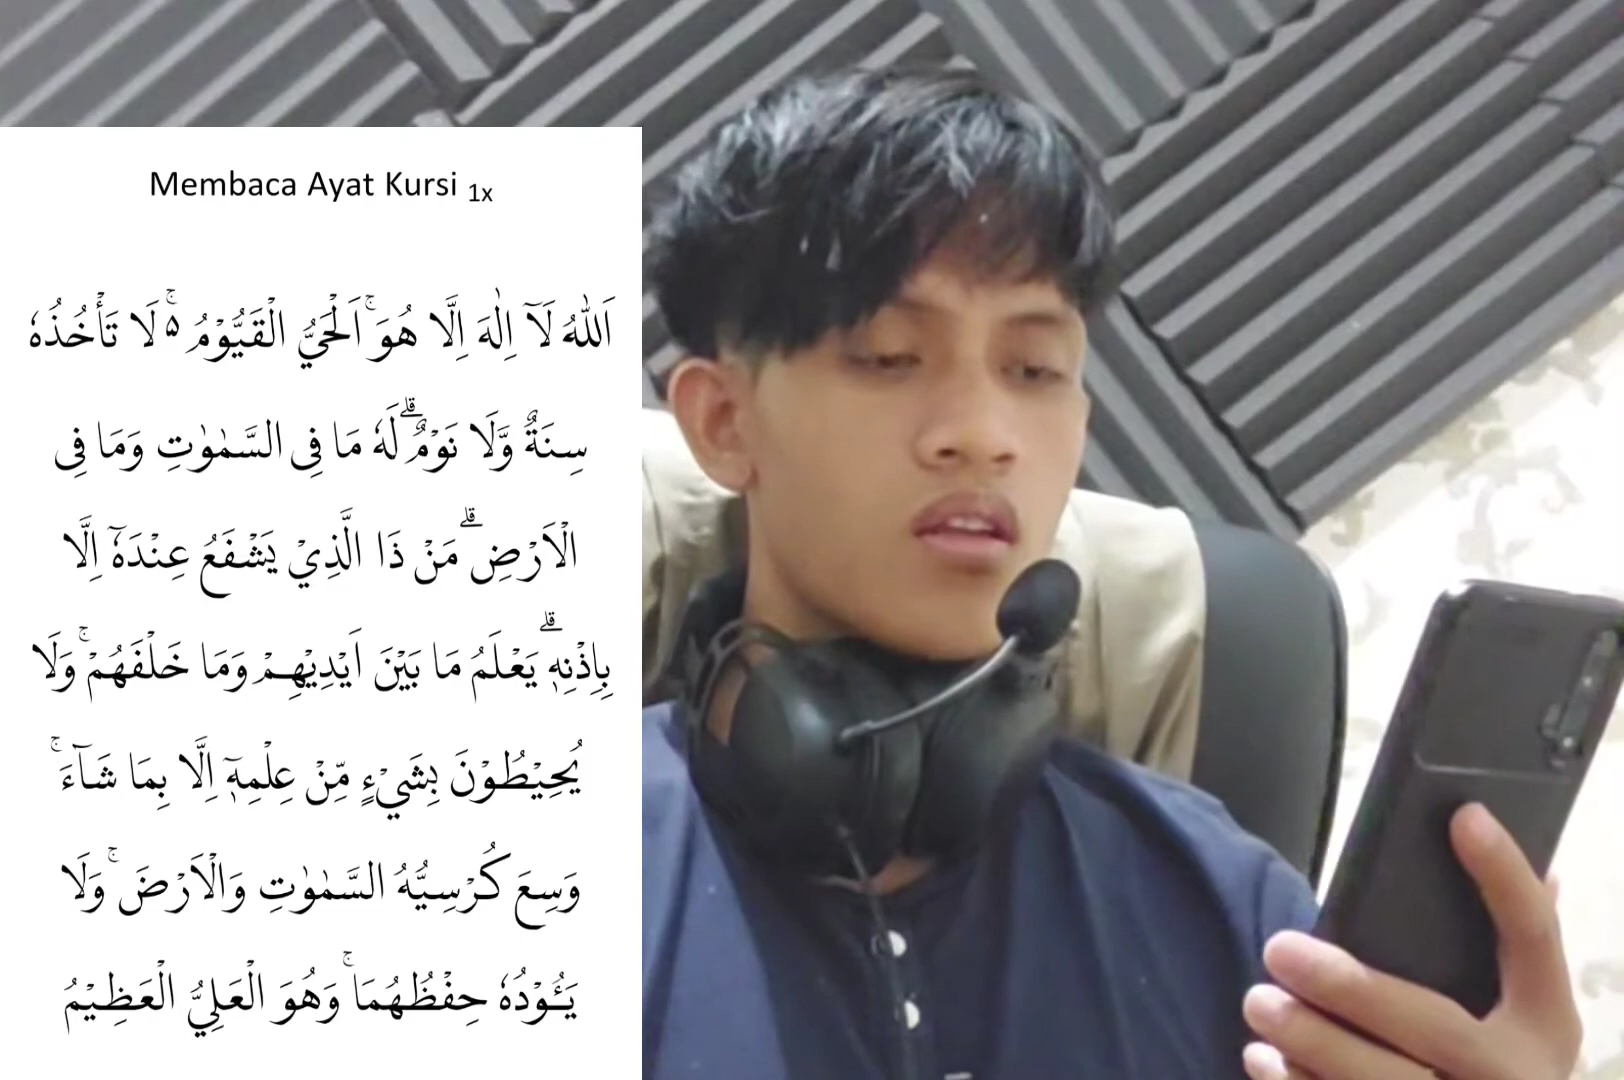 Membaca Ayat Kursi 1x
اَللّٰهُ لَآ اِلٰهَ اِلَّا هُوَۚ اَلْحَيُّ الْقَيُّوْمُ ەۚ لَا تَأْخُذُهٗ
سِنَةٌ وَّلَا نَوْمٌۗ لَهٗ مَا فِى السَّمٰوٰتِ وَمَا فِى
الْاَرْضِۗ مَنْ ذَا الَّذِيْ يَشْفَعُ عِنْدَهٗٓ اِلَّا
بِاِذْنِهٖۗ يَعْلَمُ مَا بَيْنَ اَيْدِيْهِمْ وَمَا خَلْفَهُمْۚ وَلَا
يُحِيْطُوْنَ بِشَيْءٍ مِّنْ عِلْمِهٖٓ اِلَّا بِمَا شَاۤءَۚ
وَسِعَ كُرْسِيُّهُ السَّمٰوٰتِ وَالْاَرْضَۚ وَلَا
يَـُٔوْدُهٗ حِفْظُهُمَاۚ وَهُوَ الْعَلِيُّ الْعَظِيْمُ